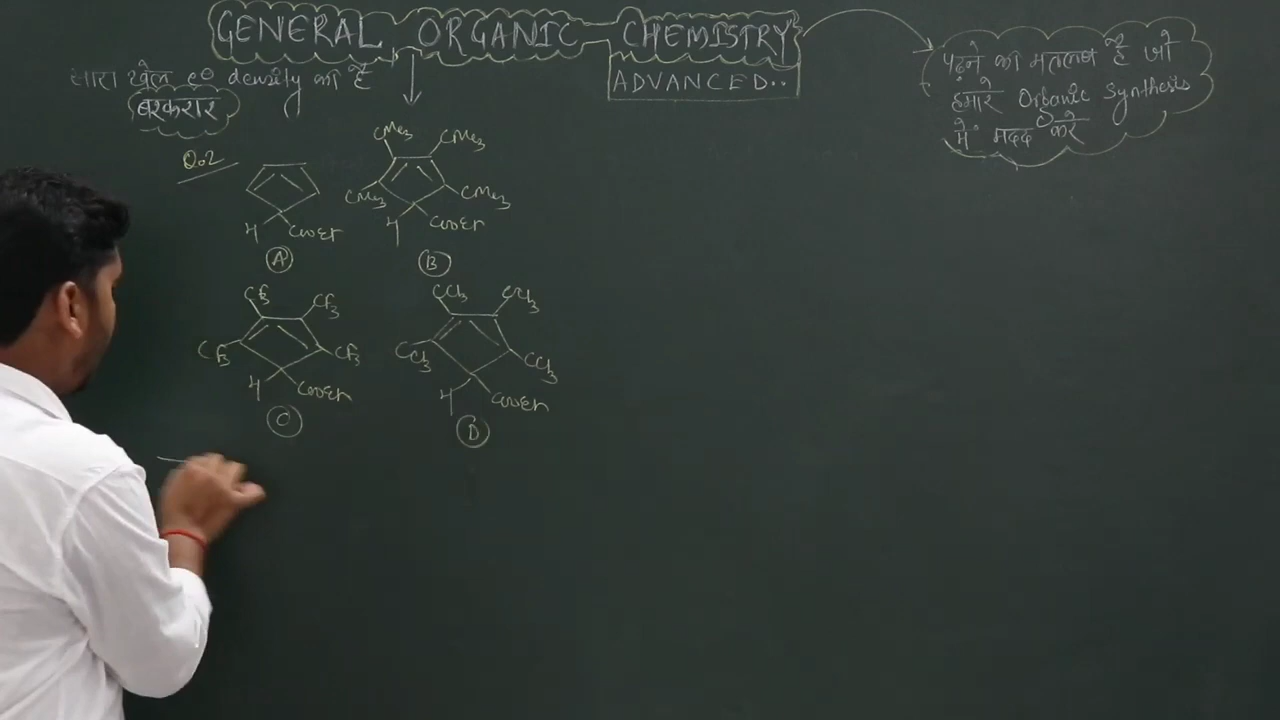 GENERAL ORGANIC CHEMISTRY
ADVANCED..
सारा खेल e⊖ density का है
बरकरार
पढ़ने का मतलब है जो
हमारे Organic synthesis
में मदद करे
Q.2
H COOEt
A
CMe3 CMe3
CMe3 CMe3
H COOEt
B
CF3 CF3
CF3 CF3
H COOEt
C
CCl3 CCl3
CCl3 CCl3
H COOEt
D